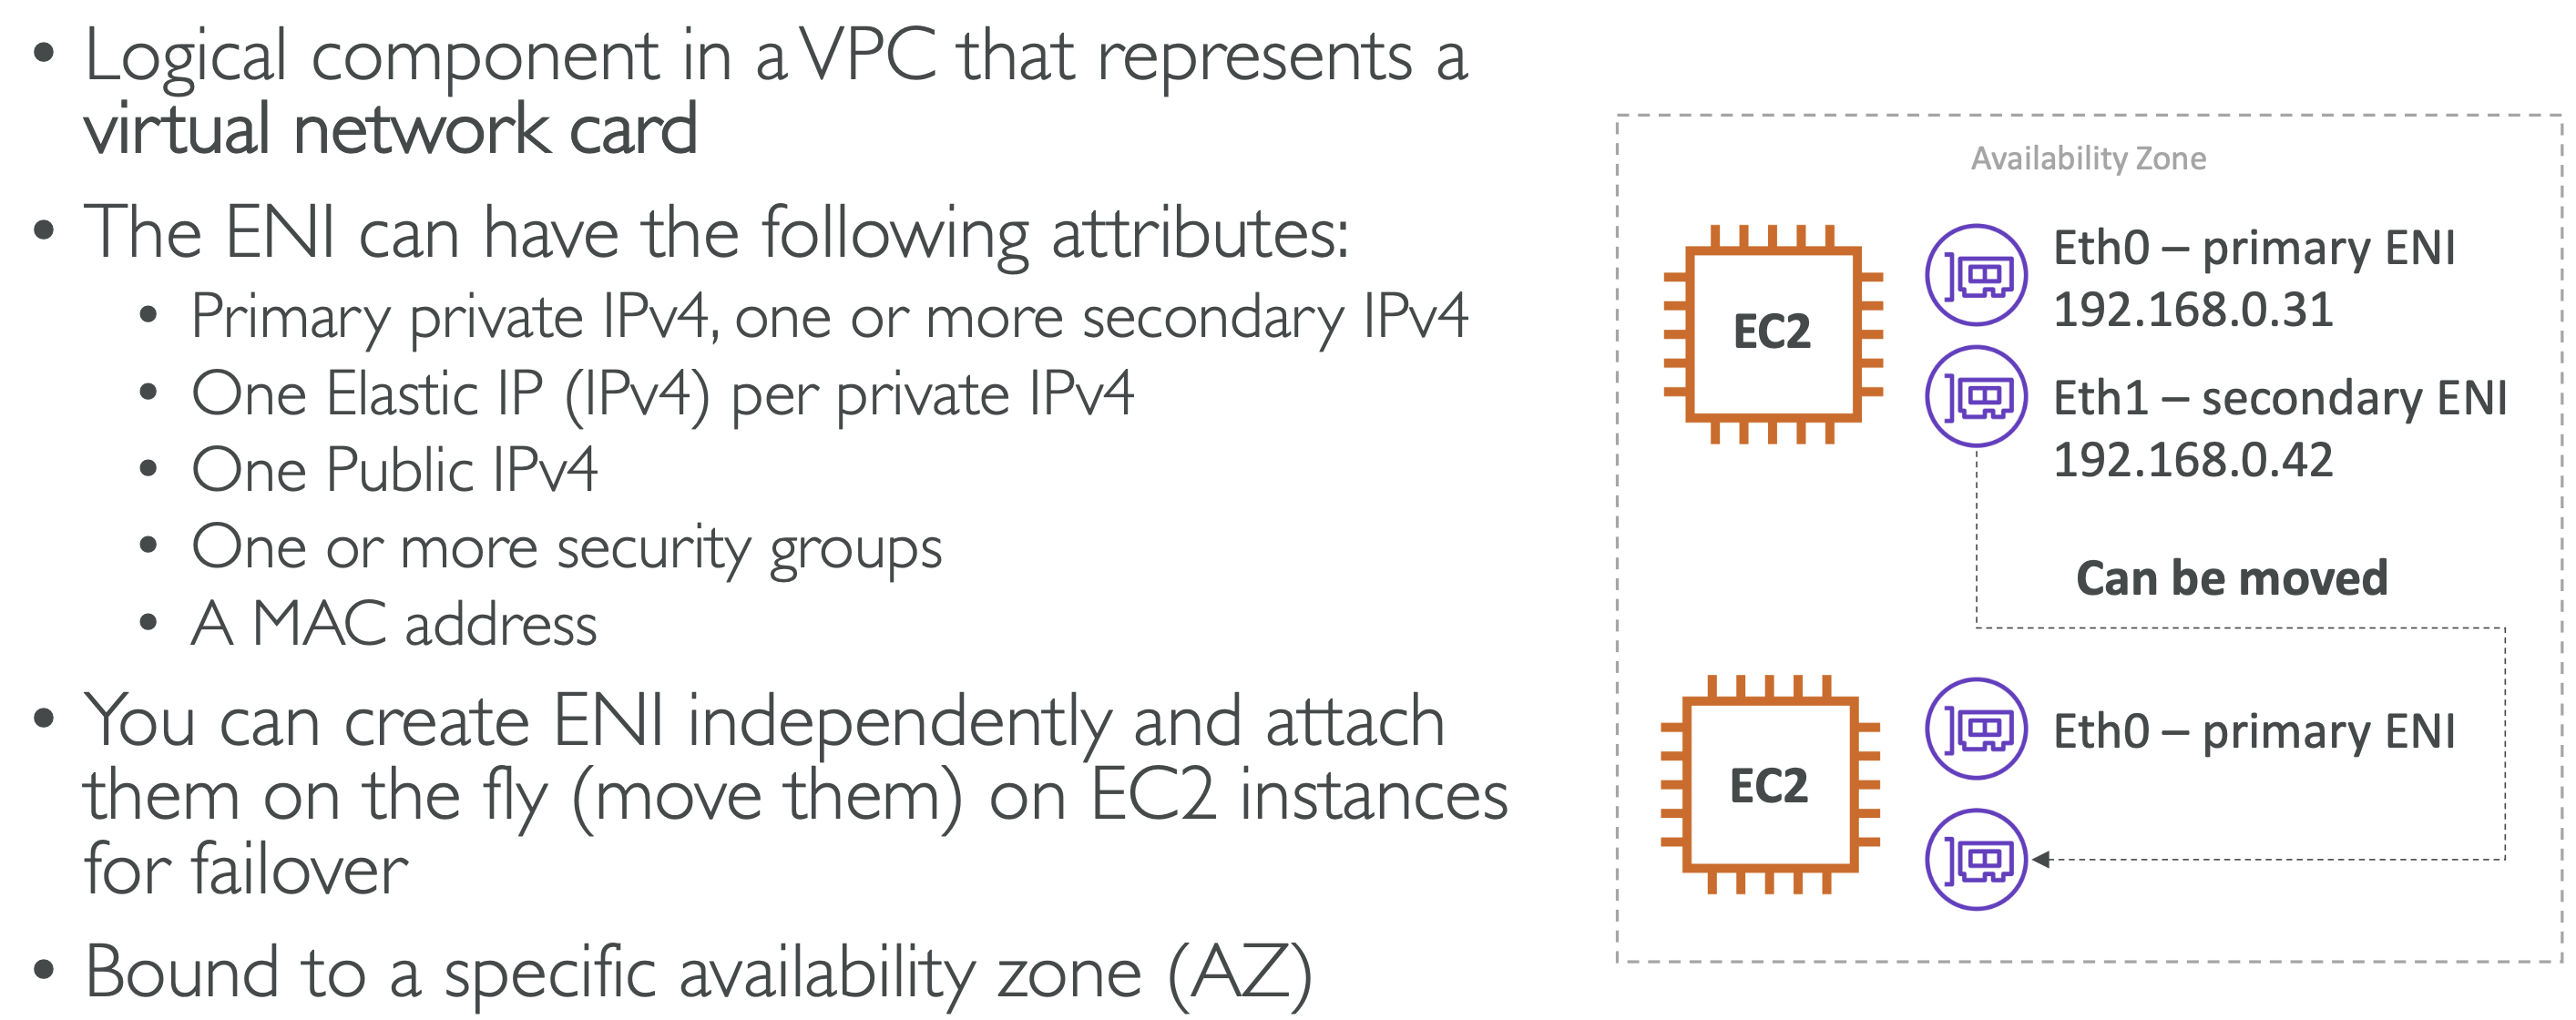 • Logical component in a VPC that represents a
virtual network card
• The ENI can have the following attributes:
• Primary private IPv4, one or more secondary IPv4
• One Elastic IP (IPv4) per private IPv4
• One Public IPv4
• One or more security groups
• A MAC address
• You can create ENI independently and attach
them on the fly (move them) on EC2 instances
for failover
• Bound to a specific availability zone (AZ)
Availability Zone
EC2
Eth0 – primary ENI
192.168.0.31
Eth1 – secondary ENI
192.168.0.42
Can be moved
EC2
Eth0 – primary ENI